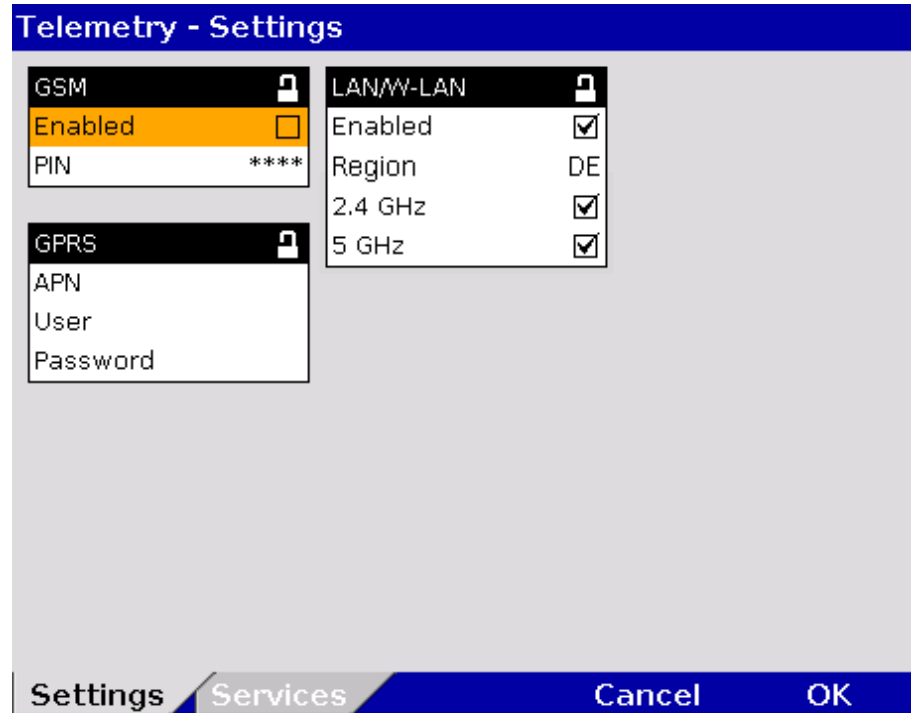 Telemetry - Settings
GSM
Enabled
PIN ****
GPRS
APN
User
Password
LAN/W-LAN
Enabled
Region DE
2.4 GHz
5 GHz
Settings Services Cancel OK